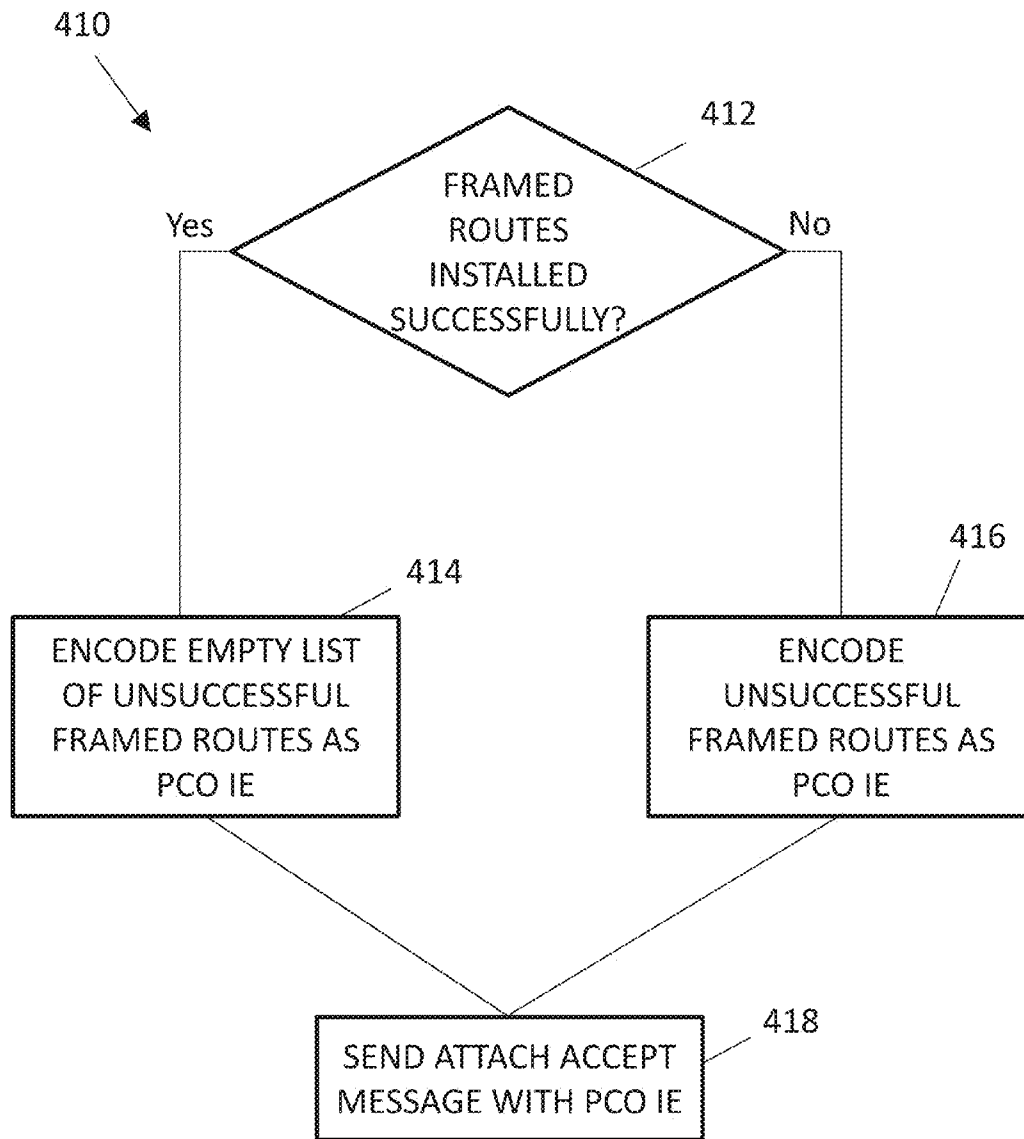 410
412
FRAMED
ROUTES
INSTALLED
SUCCESSFULLY?
Yes
No
414
416
ENCODE EMPTY LIST
OF UNSUCCESSFUL
FRAMED ROUTES AS
PCO IE
ENCODE
UNSUCCESSFUL
FRAMED ROUTES AS
PCO IE
418
SEND ATTACH ACCEPT
MESSAGE WITH PCO IE